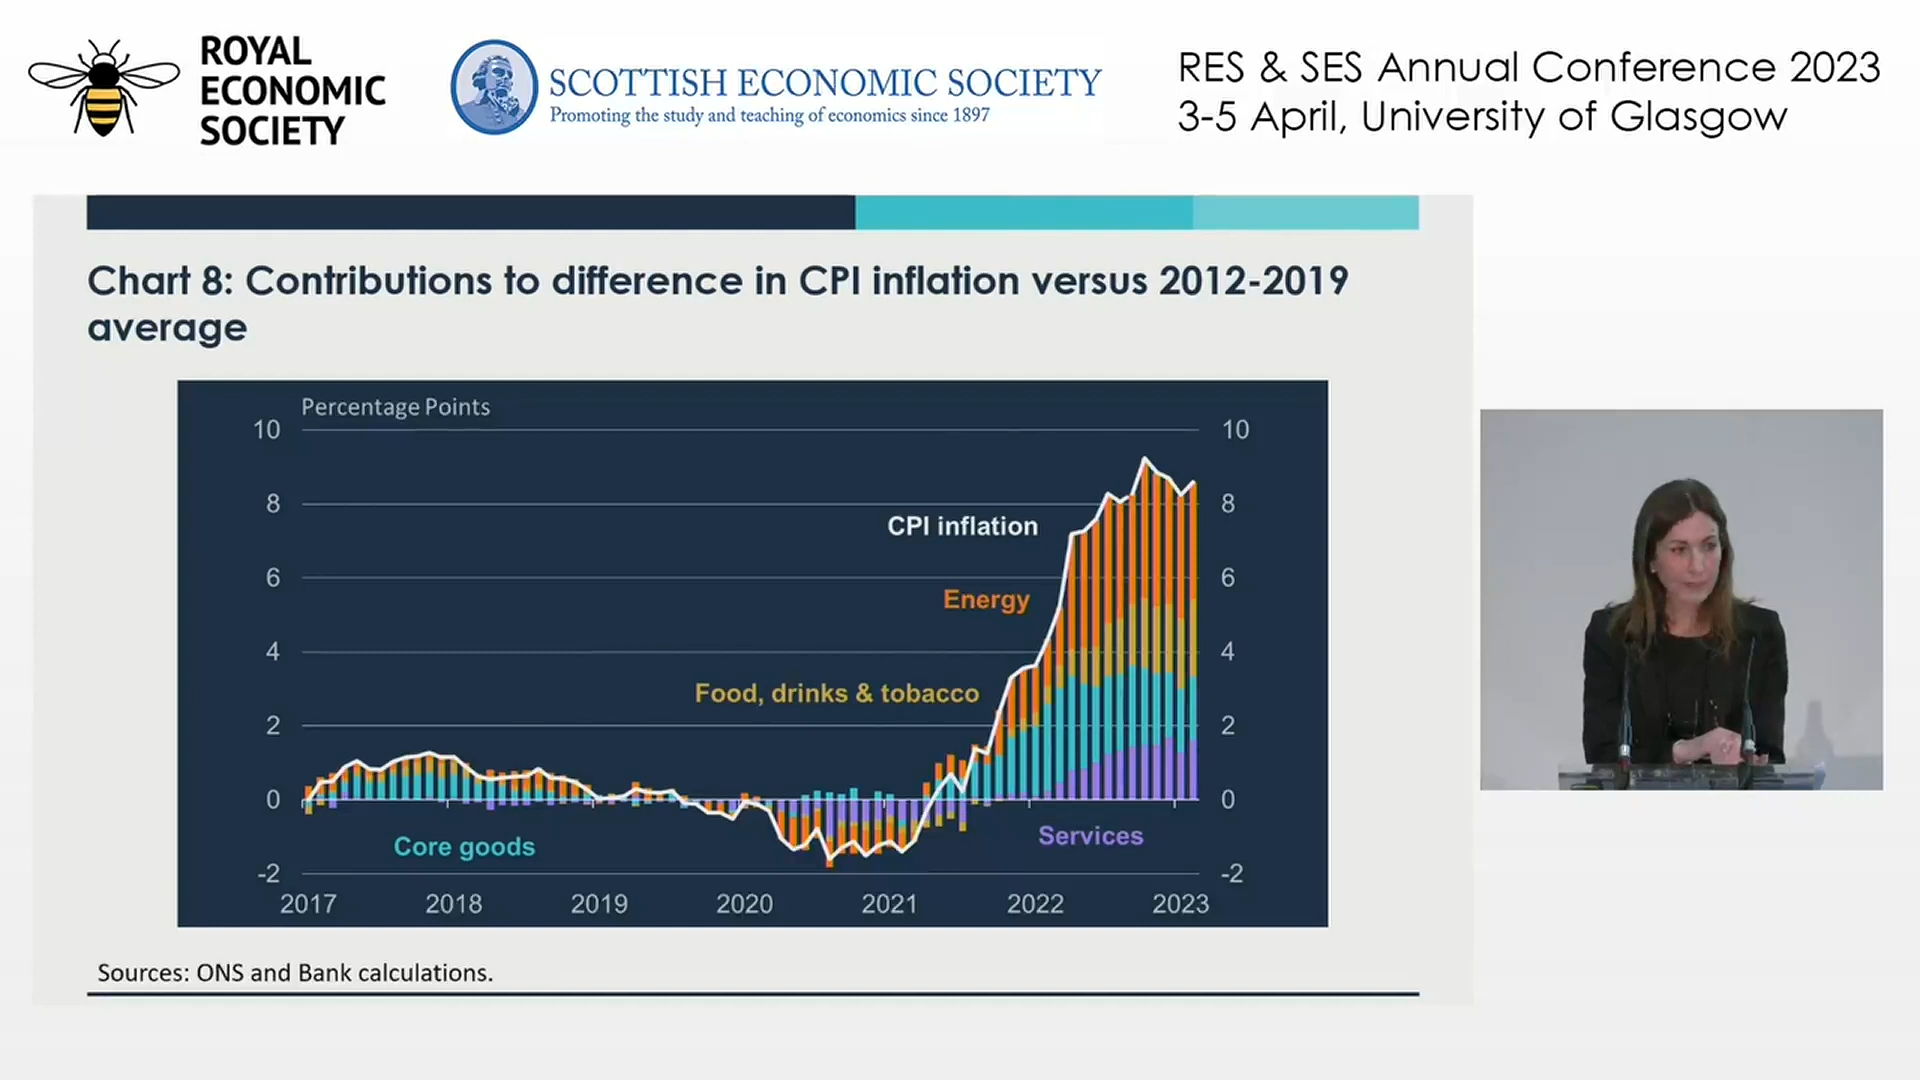 ROYAL
ECONOMIC
SOCIETY
SCOTTISH ECONOMIC SOCIETY
Promoting the study and teaching of economics since 1897
RES & SES Annual Conference 2023
3-5 April, University of Glasgow
Chart 8: Contributions to difference in CPI inflation versus 2012-2019
average
Percentage Points
10 10
8 8
CPI inflation
6 6
Energy
4 4
Food, drinks & tobacco
2 2
0 0
Services
Core goods
-2 -2
2017 2018 2019 2020 2021 2022 2023
Sources: ONS and Bank calculations.